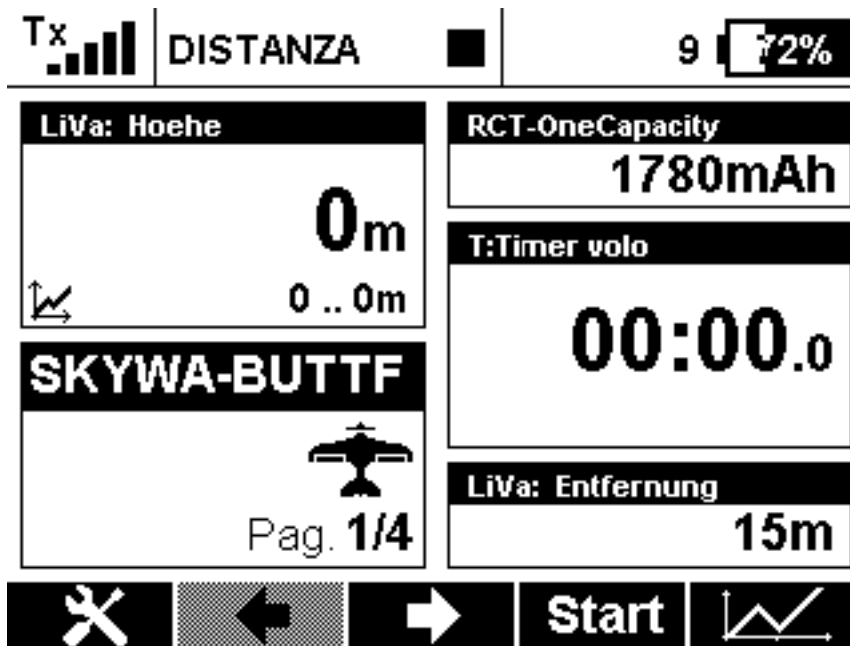 Tx
DISTANZA
9 72%
LiVa: Hoehe
0m
0 .. 0m
SKYWA-BUTTF
Pag. 1/4
RCT-OneCapacity
1780mAh
T:Timer volo
00:00.0
LiVa: Entfernung
15m
Start